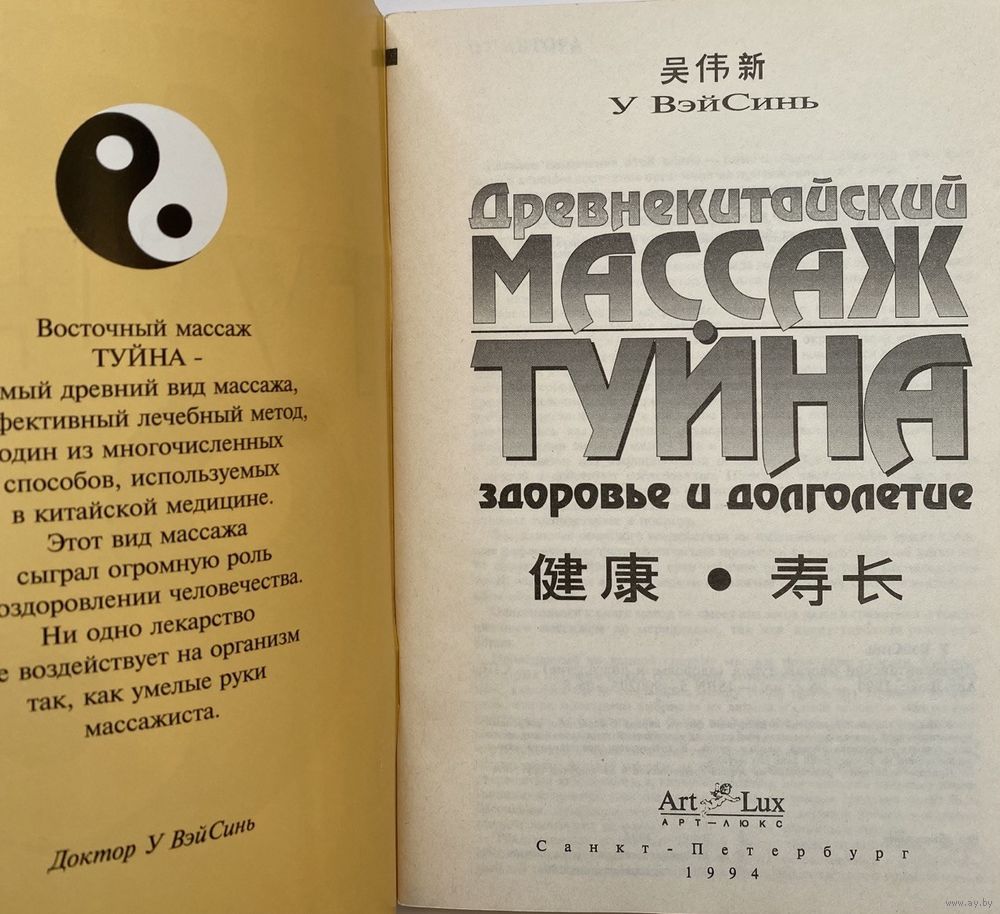 Восточный массаж
ТУЙНА -
мый древний вид массажа,
фективный лечебный метод,
один из многочисленных
способов, используемых
в китайской медицине.
Этот вид массажа
сыграл огромную роль
оздоровлении человечества.
Ни одно лекарство
е воздействует на организм
так, как умелые руки
массажиста.
Доктор У ВэйСинь
吴伟新
У ВэйСинь
Древнекитайский
МАССАЖ
ТУЙНА
здоровье и долголетие
健康 • 寿长
Art Lux
АРТ-ЛЮКС
Санкт-Петербург
1994
www.ay.by